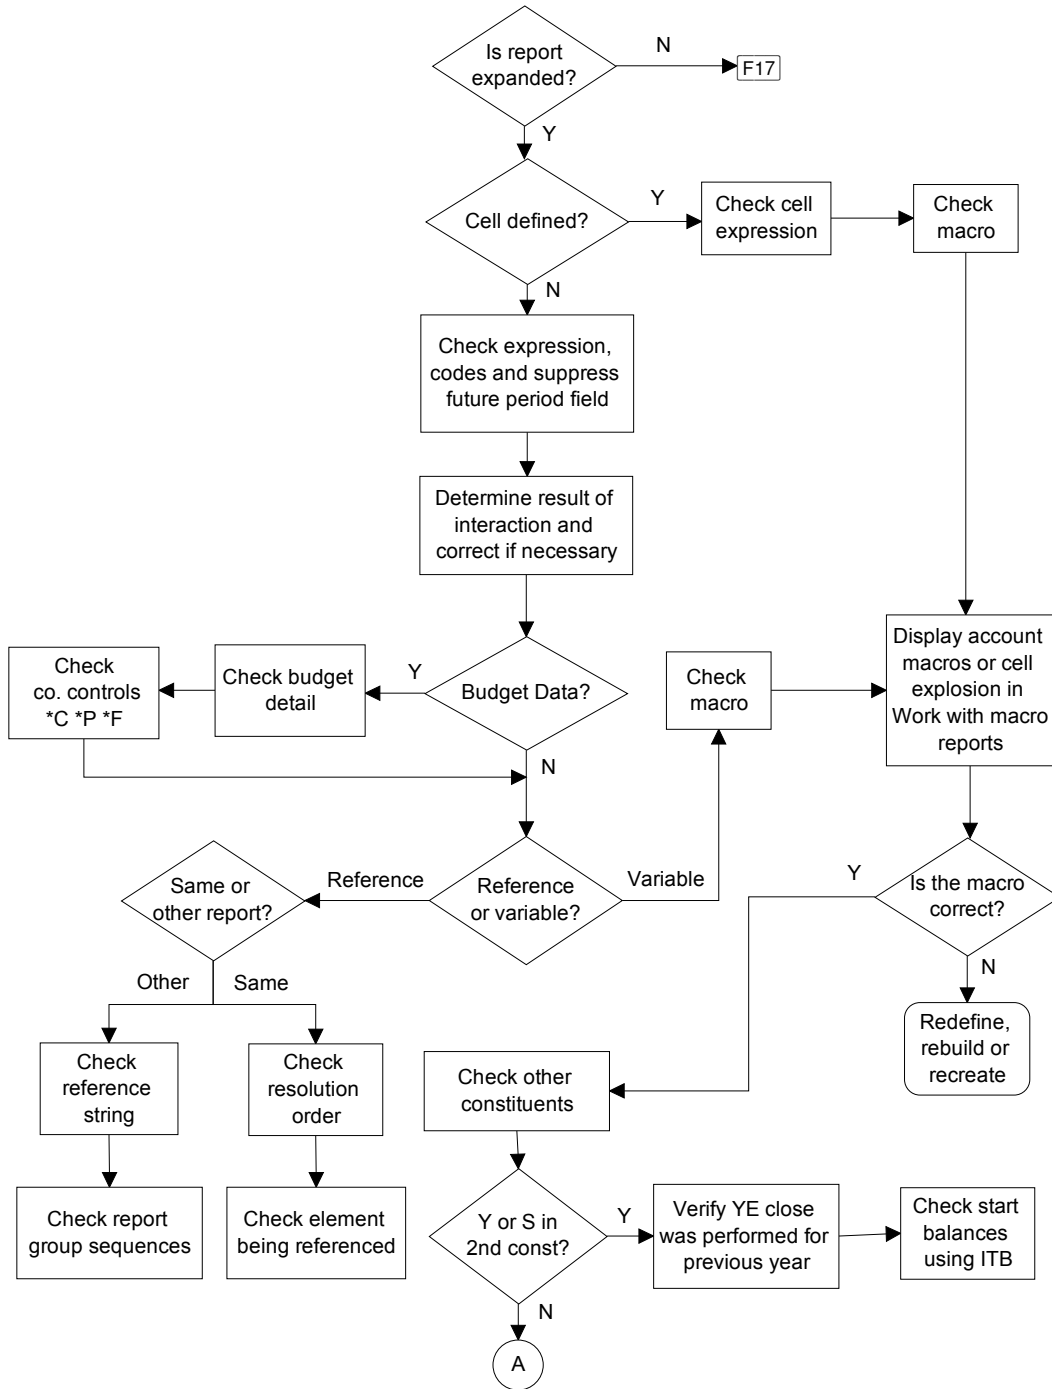 Is report
expanded?
N
F17
Y
Cell defined?
Y
Check cell
expression
Check
macro
N
Check expression,
codes and suppress
future period field
Determine result of
interaction and
correct if necessary
Budget Data?
Y
Check budget
detail
Check
co. controls
*C *P *F
N
Check
macro
Display account
macros or cell
explosion in
Work with macro
reports
Reference
or variable?
Reference
Variable
Same or
other report?
Is the macro
correct?
Y
N
Redefine,
rebuild or
recreate
Other
Same
Check
reference
string
Check
resolution
order
Check other
constituents
Check report
group sequences
Check element
being referenced
Y or S in
2nd const?
Y
Verify YE close
was performed for
previous year
Check start
balances
using ITB
N
A